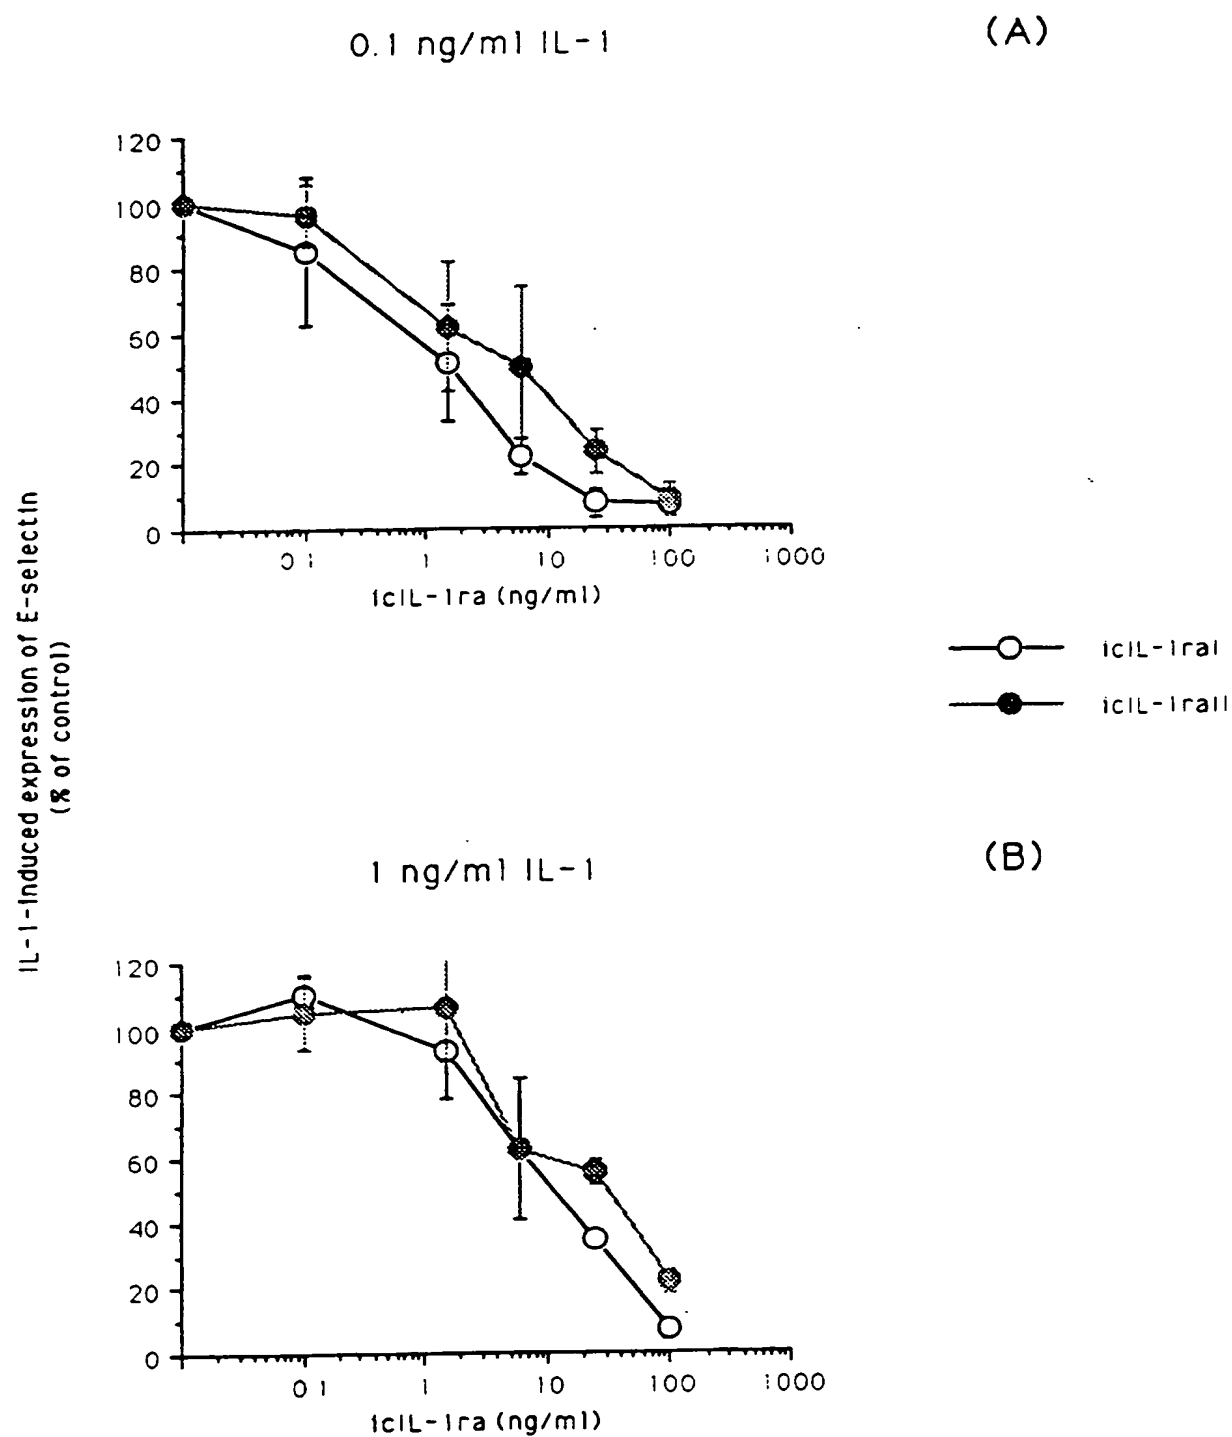 0.1 ng/ml IL-1
(A)
120
100
80
60
40
20
0
0.1
1
10
100
1000
icIL-1ra (ng/ml)
IL-1-induced expression of E-selectin
(% of control)
icIL-1raI
icIL-1raII
1 ng/ml IL-1
(B)
120
100
80
60
40
20
0
0.1
1
10
100
1000
icIL-1ra (ng/ml)